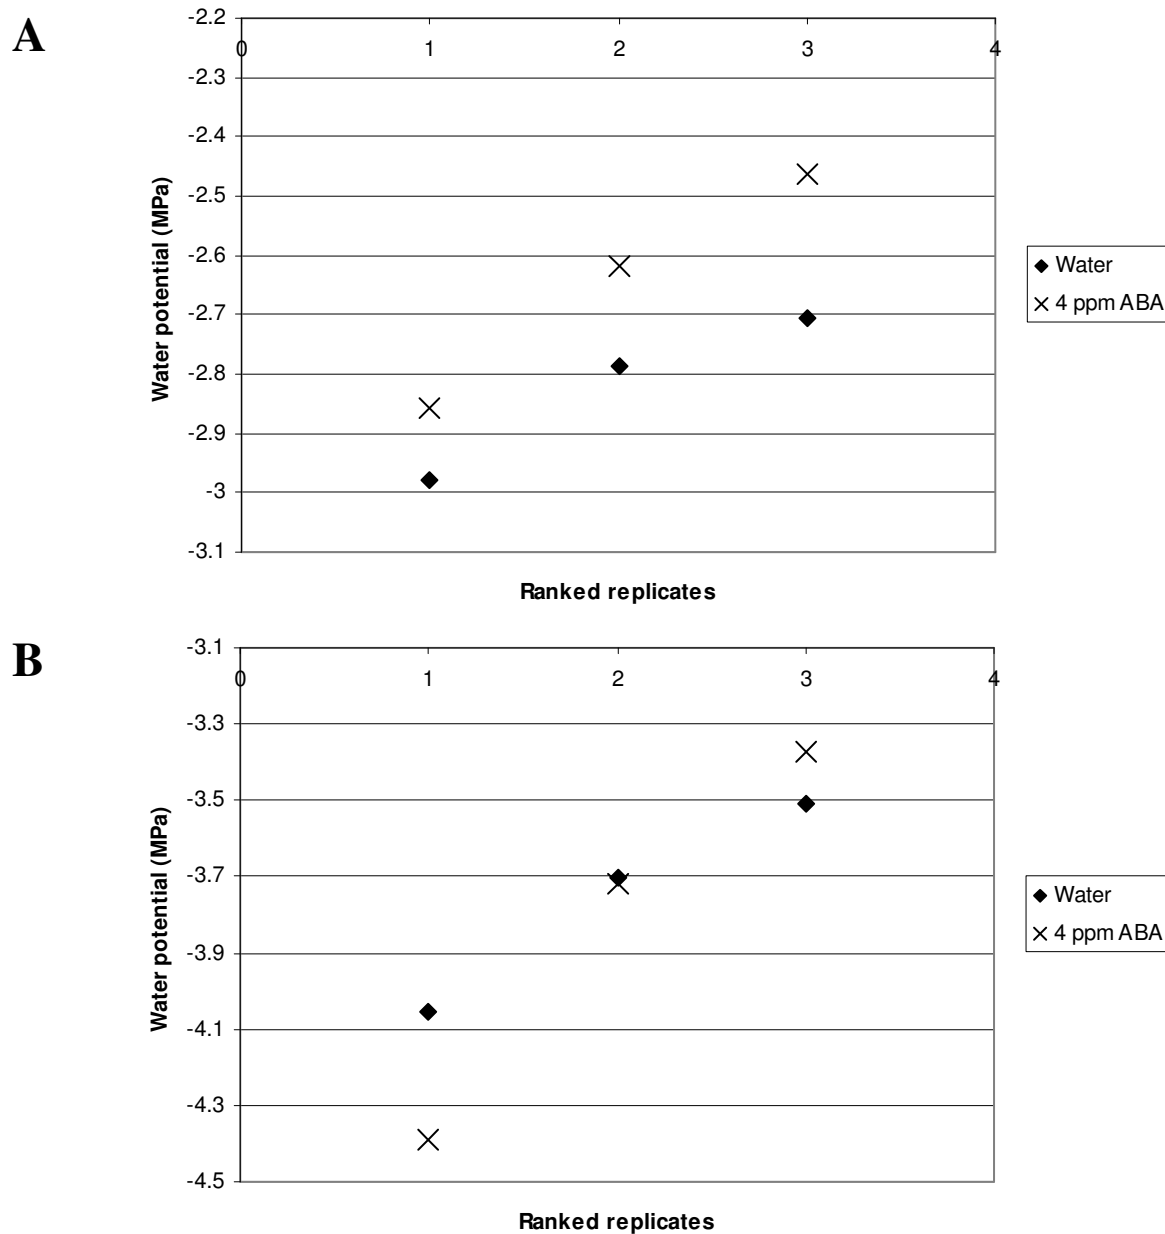 A
-2.2
0 1 2 3 4
-2.3
-2.4
-2.5
-2.6
-2.7
-2.8
-2.9
-3
-3.1
Water potential (MPa)
Ranked replicates
Water
4 ppm ABA
B
-3.1
0 1 2 3 4
-3.3
-3.5
-3.7
-3.9
-4.1
-4.3
-4.5
Water potential (MPa)
Ranked replicates
Water
4 ppm ABA